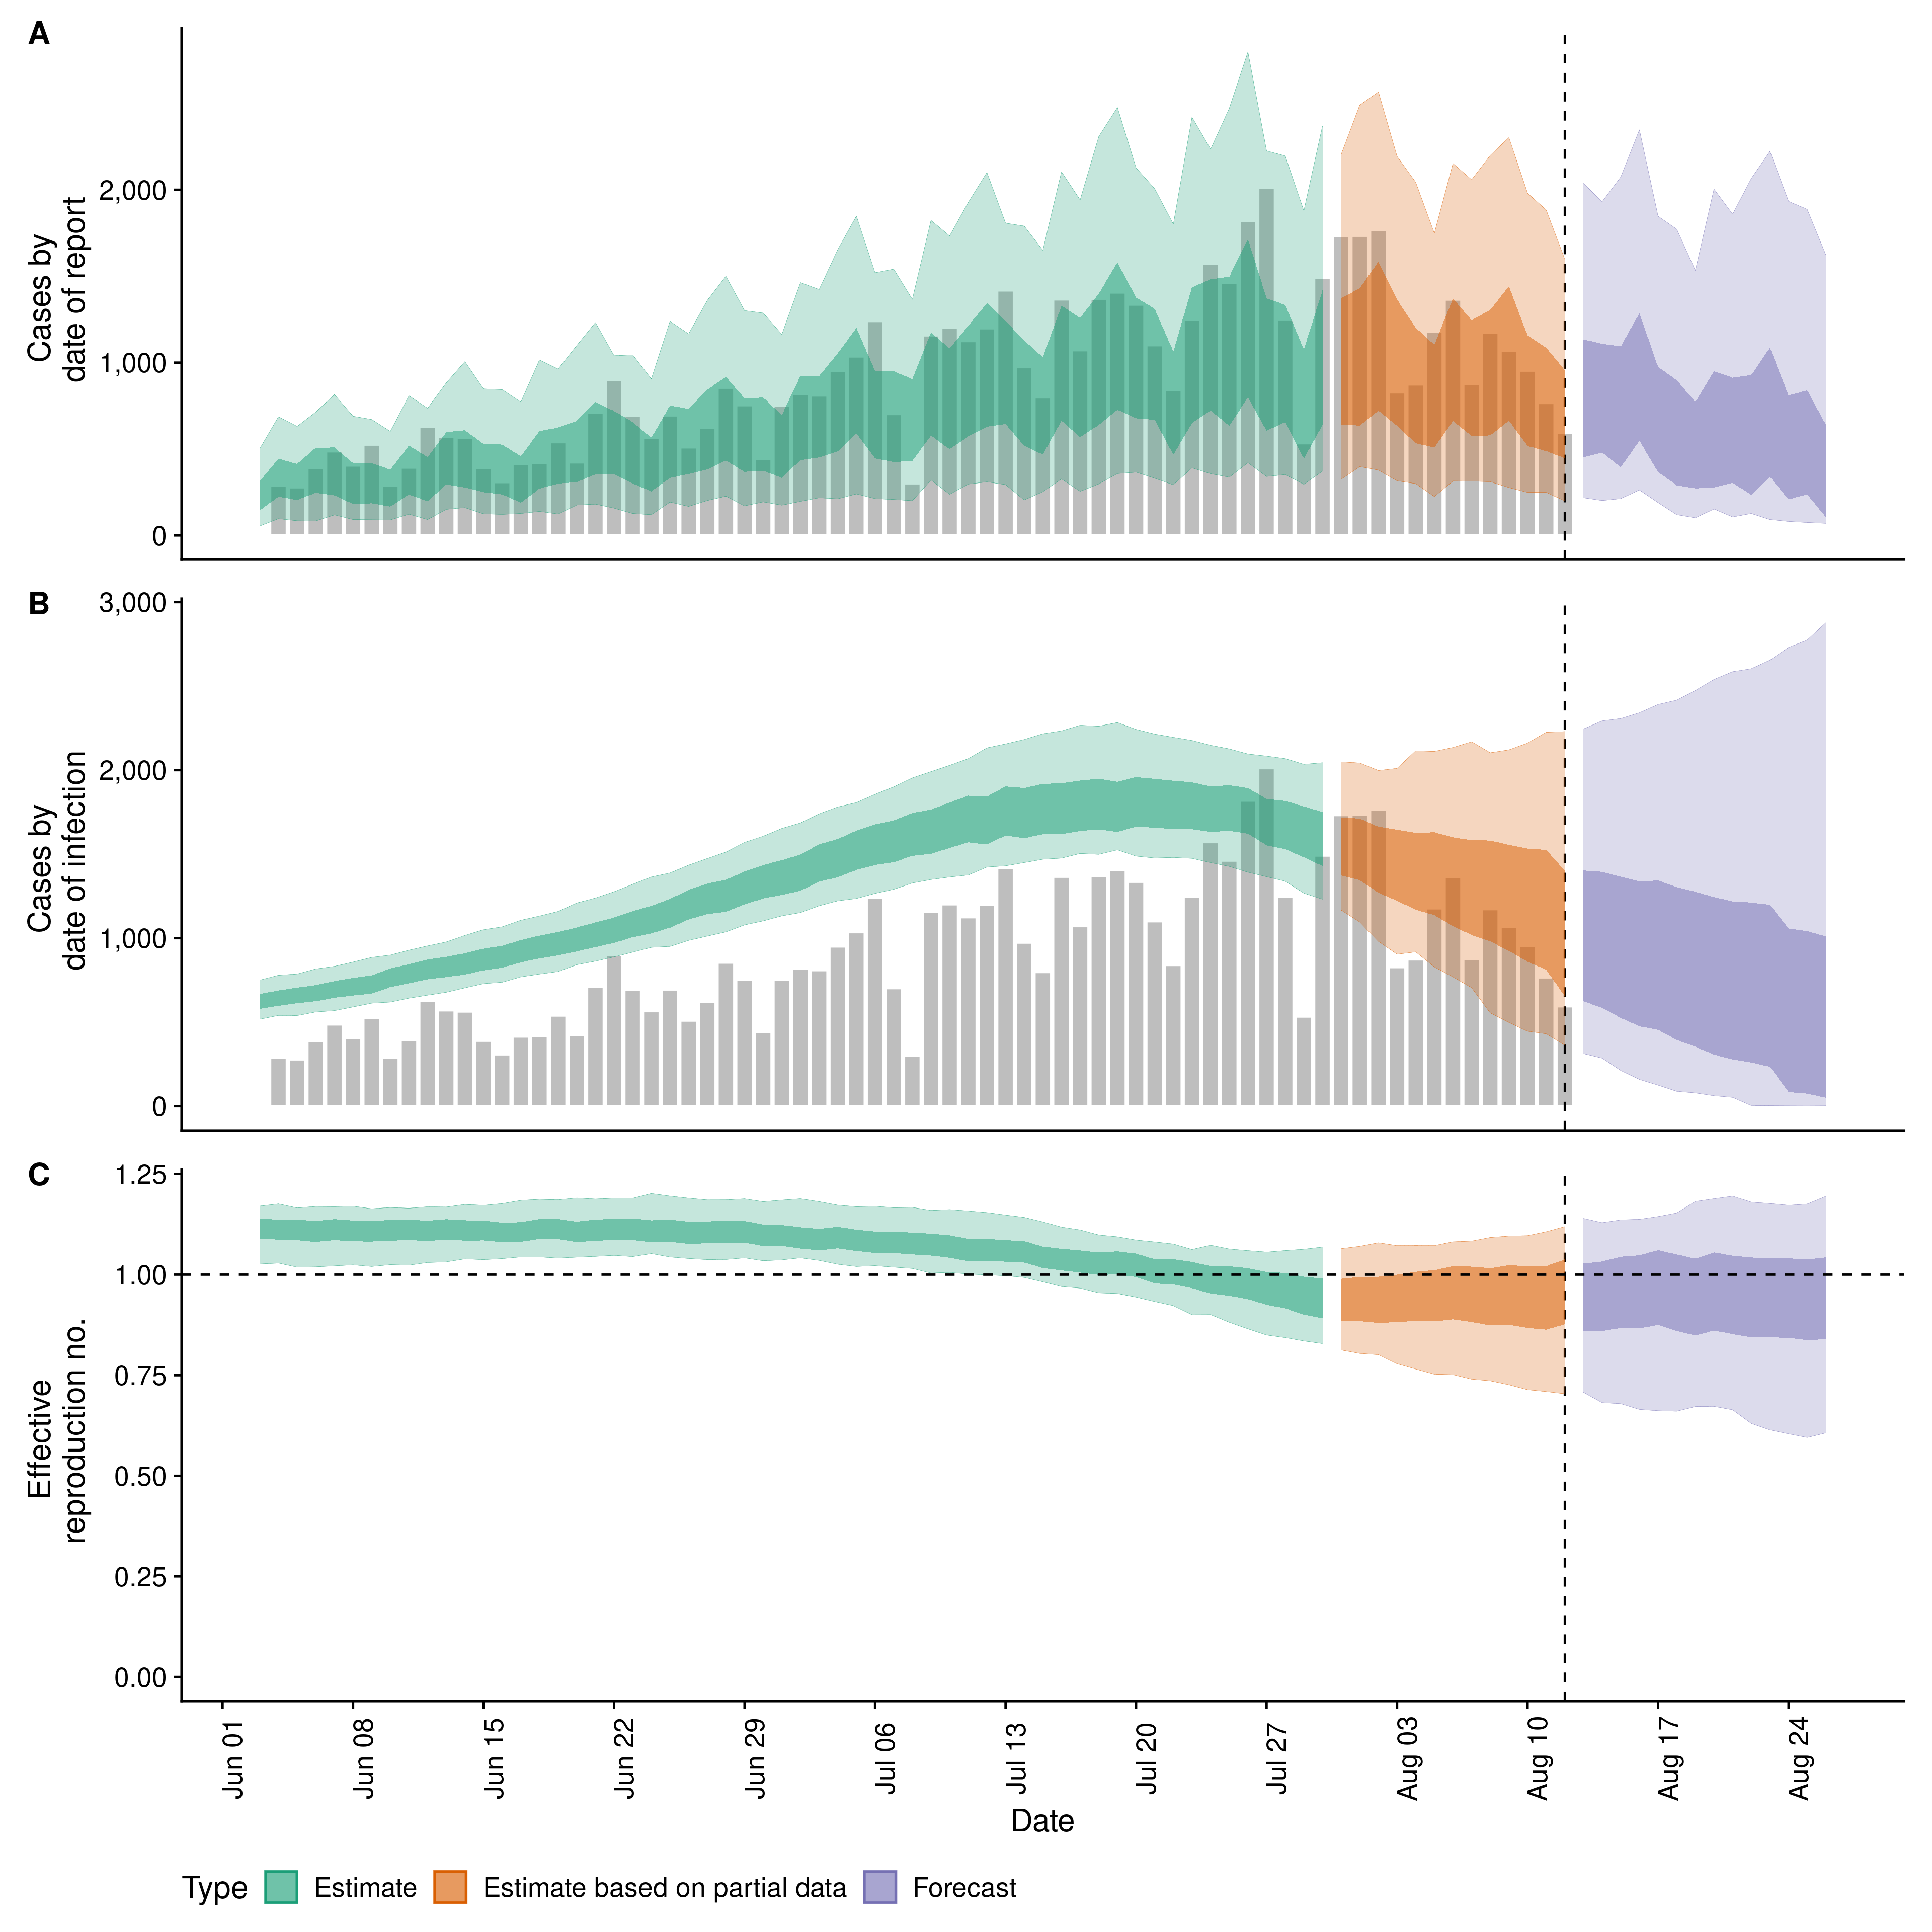 A
Cases by
date of report
2,000
1,000
0
B
Cases by
date of infection
3,000
2,000
1,000
0
C
Effective
reproduction no.
1.25
1.00
0.75
0.50
0.25
0.00
Jun 01
Jun 08
Jun 15
Jun 22
Jun 29
Jul 06
Jul 13
Jul 20
Jul 27
Aug 03
Aug 10
Aug 17
Aug 24
Date
Type Estimate Estimate based on partial data Forecast